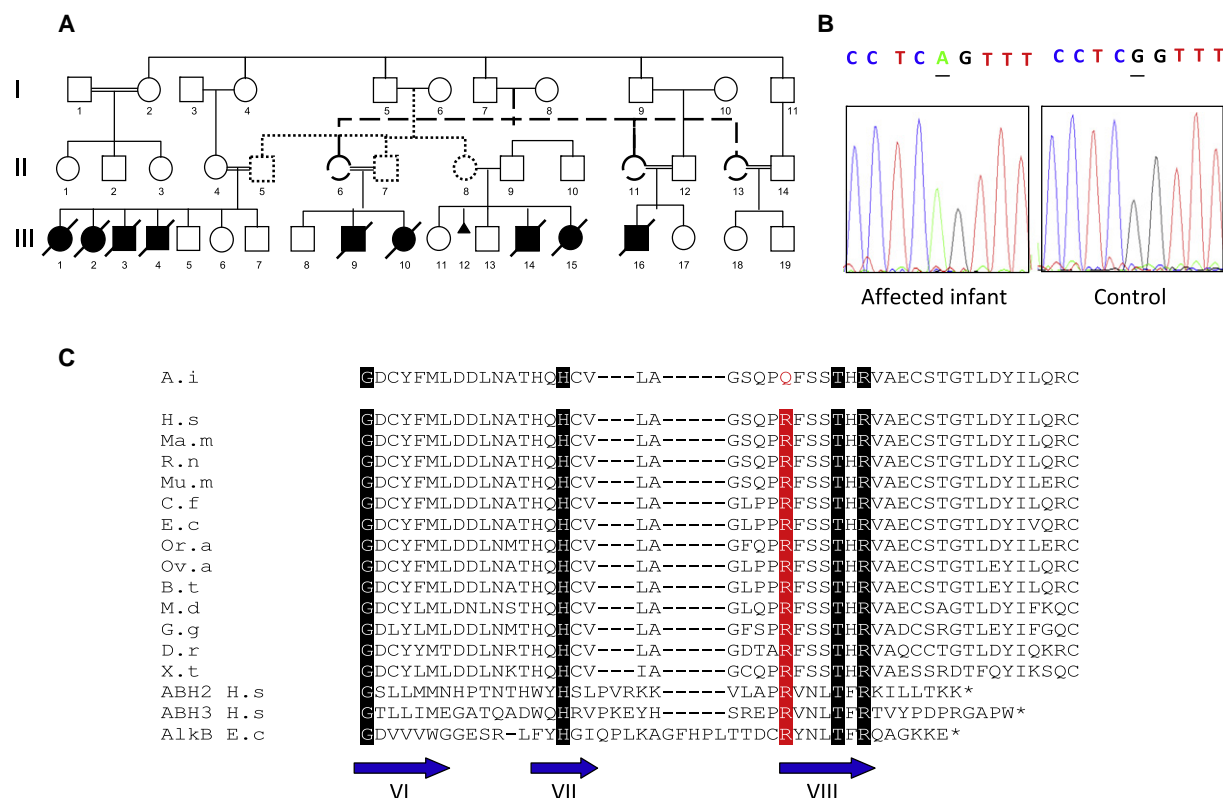 A
B
I
1 2 3 4 5 6 7 8 9 10 11
II
1 2 3 4 5 6 7 8 9 10 11 12 13 14
III
1 2 3 4 5 6 7 8 9 10 11 12 13 14 15 16 17 18 19
C C T C A G T T T
C C T C G G T T T
Affected infant
Control
C
A.i GDCYFMLDDLNATHQHCV---LA------GSQPQFSSTHRVAECSTGTLDYILQRC
H.s GDCYFMLDDLNATHQHCV---LA------GSQPRFSSTHRVAECSTGTLDYILQRC
Ma.m GDCYFMLDDLNATHQHCV---LA------GSQPRFSSTHRVAECSTGTLDYILQRC
R.n GDCYFMLDDLNATHQHCV---LA------GSQPRFSSTHRVAECSTGTLDYILQRC
Mu.m GDCYFMLDDLNATHQHCV---LA------GSQPRFSSTHRVAECSTGTLDYILERC
C.f GDCYFMLDDLNATHQHCV---LA------GLPPRFSSTHRVAECSTGTLDYILQRC
E.c GDCYFMLDDLNATHQHCV---LA------GLPPRFSSTHRVAECSTGTLDYIVQRC
Or.a GDCYFMLDDLNMTHQHCV---LA------GFQPRFSSTHRVAECSTGTLDYILERC
Ov.a GDCYFMLDDLNATHQHCV---LA------GLPPRFSSTHRVAECSTGTLEYILQRC
B.t GDCYFMLDDLNATHQHCV---LA------GLPPRFSSTHRVAECSTGTLEYILQRC
M.d GDCYLMLDNLNSTHQHCV---LA------GLQPRFSSTHRVAECSAGTLDYIFKQC
G.g GDLYLMLDDLNMTHQHCV---LA------GFSPRFSSTHRVADCSRGTLEYIFGQC
D.r GDCYYMTDDLNRTHQHCV---LA------GDTARFSSTHRVAQCCTGTLDYIQKRC
X.t GDCYLMLDDLNKTHQHCV---IA------GCQPRFSSTHRVAESSRDTFQYIKSQC
ABH2 H.s GSLLMMNHPTNTHWYHSLPVRKK------VLAPRVNLTFRKILLTKK*
ABH3 H.s GTLLIMEGATQADWQHRVPKEYH------SREPRVNLTFRTVYPDPRGAPW*
AlkB E.c GDVVVWGGESR-LFYHGIQPLKAGFHPLTTDCRYNLTFRQAGKKE*
VI VII VIII